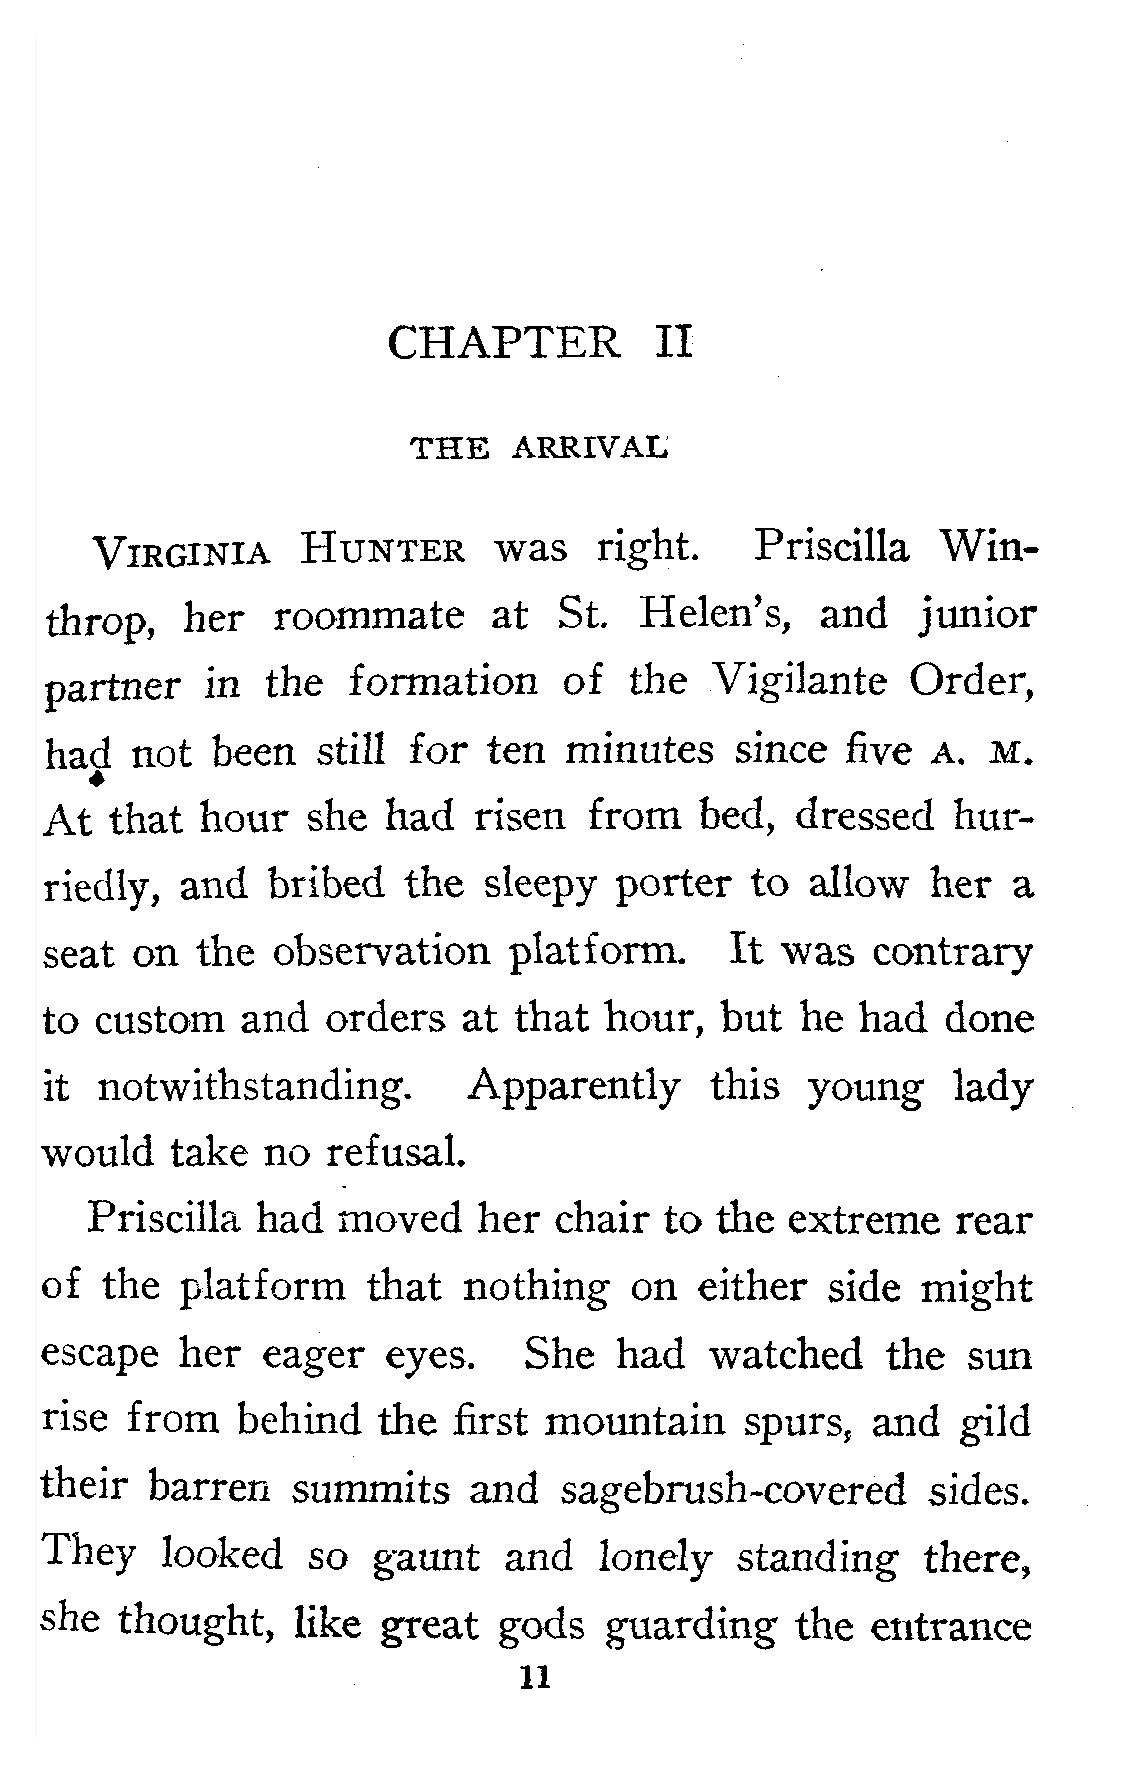 CHAPTER II
THE ARRIVAL
VIRGINIA HUNTER was right. Priscilla Win-
throp, her roommate at St. Helen's, and junior
partner in the formation of the Vigilante Order,
had not been still for ten minutes since five A. M.
At that hour she had risen from bed, dressed hur-
riedly, and bribed the sleepy porter to allow her a
seat on the observation platform. It was contrary
to custom and orders at that hour, but he had done
it notwithstanding. Apparently this young lady
would take no refusal.
Priscilla had moved her chair to the extreme rear
of the platform that nothing on either side might
escape her eager eyes. She had watched the sun
rise from behind the first mountain spurs, and gild
their barren summits and sagebrush-covered sides.
They looked so gaunt and lonely standing there,
she thought, like great gods guarding the entrance
11